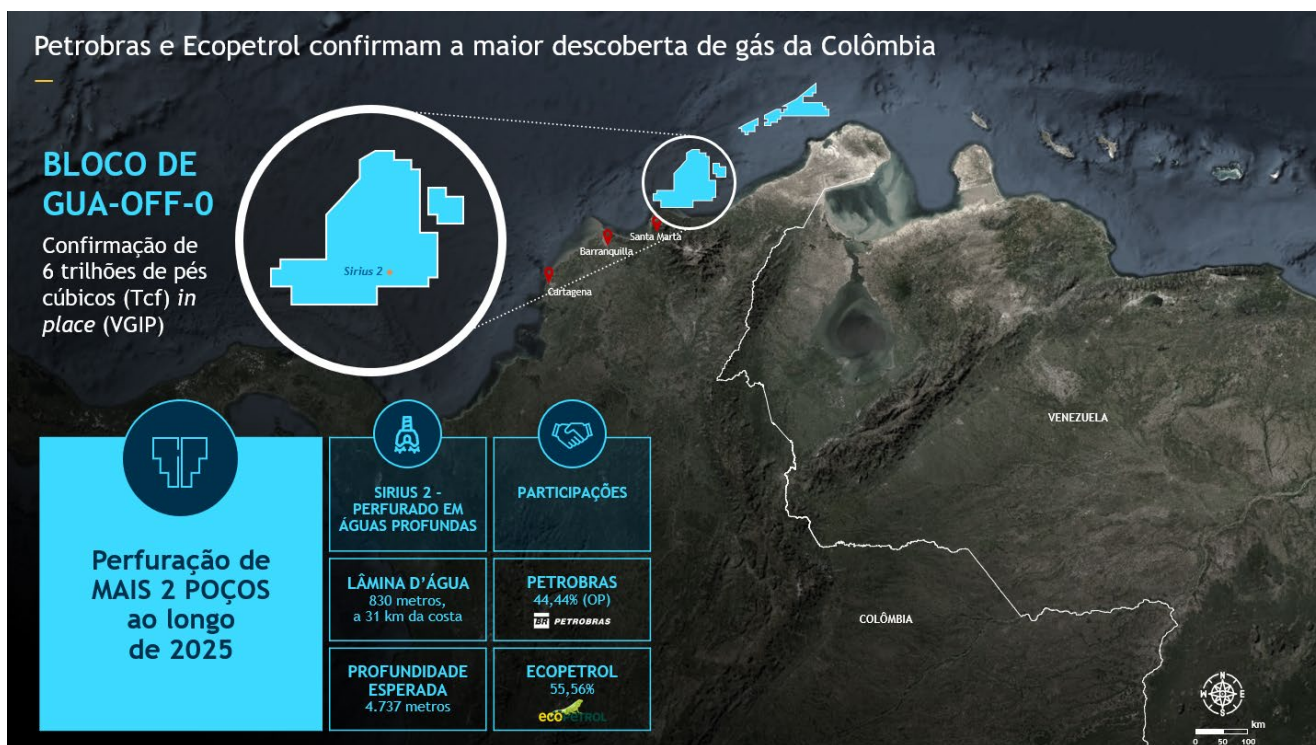 Petrobras e Ecopetrol confirmam a maior descoberta de gás da Colômbia
BLOCO DE
GUA-OFF-0
Confirmação de
6 trilhões de pés
cúbicos (Tcf) in
place (VGIP)
Sirius 2
Santa Marta
Barranquilla
Cartagena
VENEZUELA
COLÔMBIA
Perfuração de
MAIS 2 POÇOS
ao longo
de 2025
SIRIUS 2 -
PERFURADO EM
ÁGUAS PROFUNDAS
LÂMINA D’ÁGUA
830 metros,
a 31 km da costa
PROFUNDIDADE
ESPERADA
4.737 metros
PARTICIPAÇÕES
PETROBRAS
44,44% (OP)
BR PETROBRAS
ECOPETROL
55,56%
ecoPETROL
N
W E
S
km
0 50 100